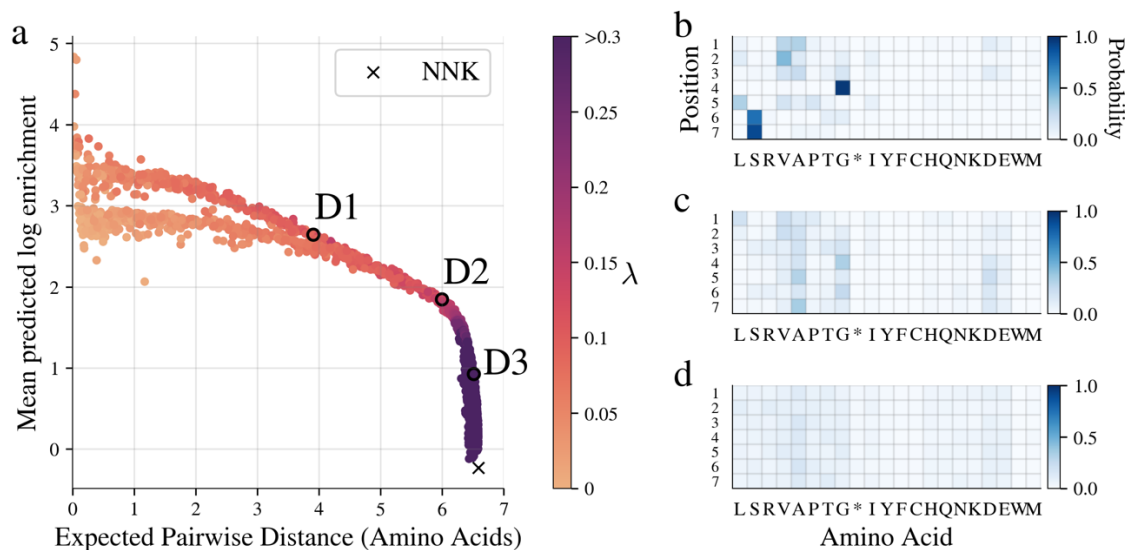 a
5
4
3
2
1
0
Mean predicted log enrichment
× NNK
D1
D2
D3
0 1 2 3 4 5 6 7
Expected Pairwise Distance (Amino Acids)
>0.3
0.25
0.2
0.15
0.1
0.05
0
λ
b
1
2
3
4
5
6
7
Position
L S R V A P T G * I Y F C H Q N K D E W M
1.0
0.5
0.0
Probability
c
1
2
3
4
5
6
7
L S R V A P T G * I Y F C H Q N K D E W M
1.0
0.5
0.0
d
1
2
3
4
5
6
7
L S R V A P T G * I Y F C H Q N K D E W M
1.0
0.5
0.0
Amino Acid